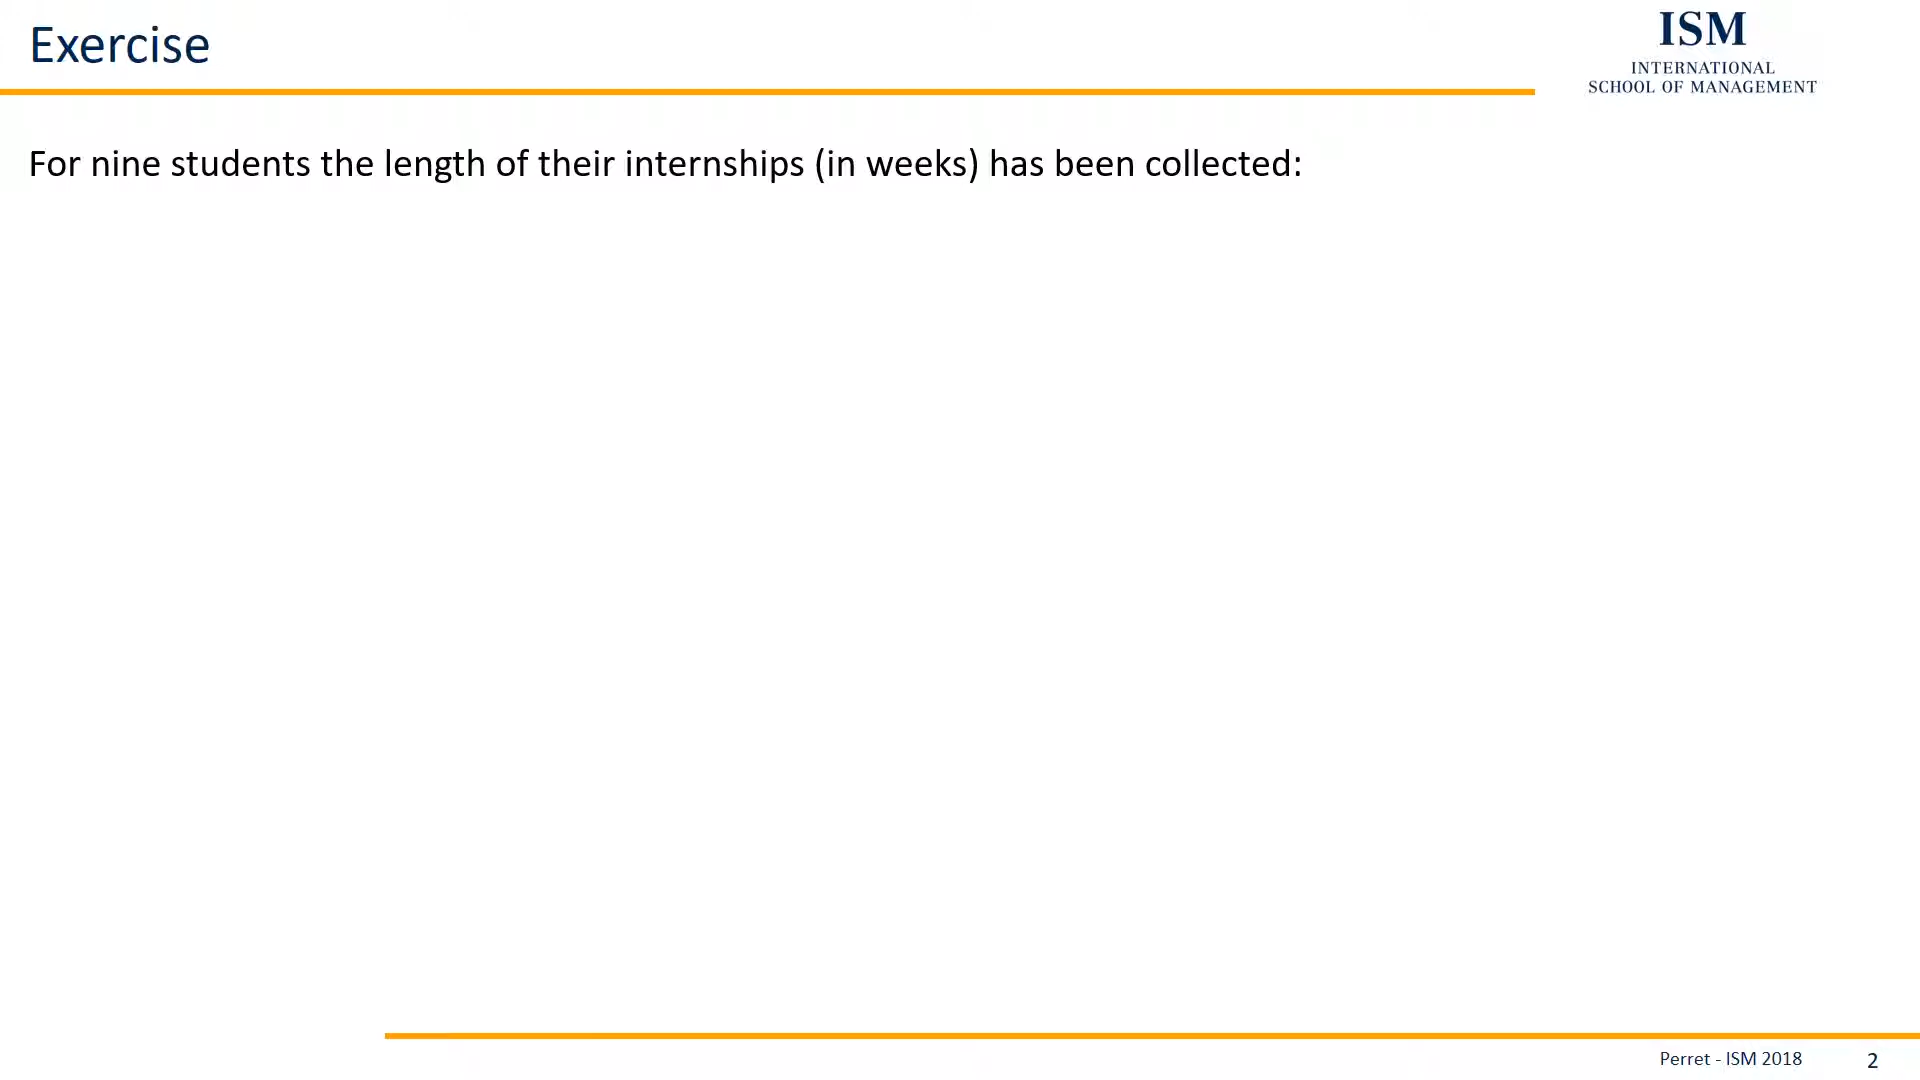 Exercise
ISM
INTERNATIONAL
SCHOOL OF MANAGEMENT
For nine students the length of their internships (in weeks) has been collected:
Perret - ISM 2018
2